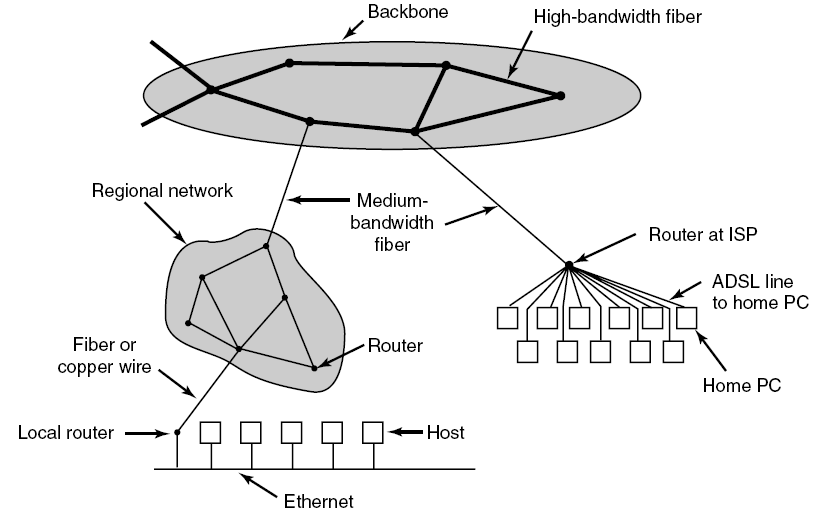 Backbone
High-bandwidth fiber
Regional network
Medium-
bandwidth
fiber
Router at ISP
ADSL line
to home PC
Fiber or
copper wire
Router
Home PC
Local router
Host
Ethernet